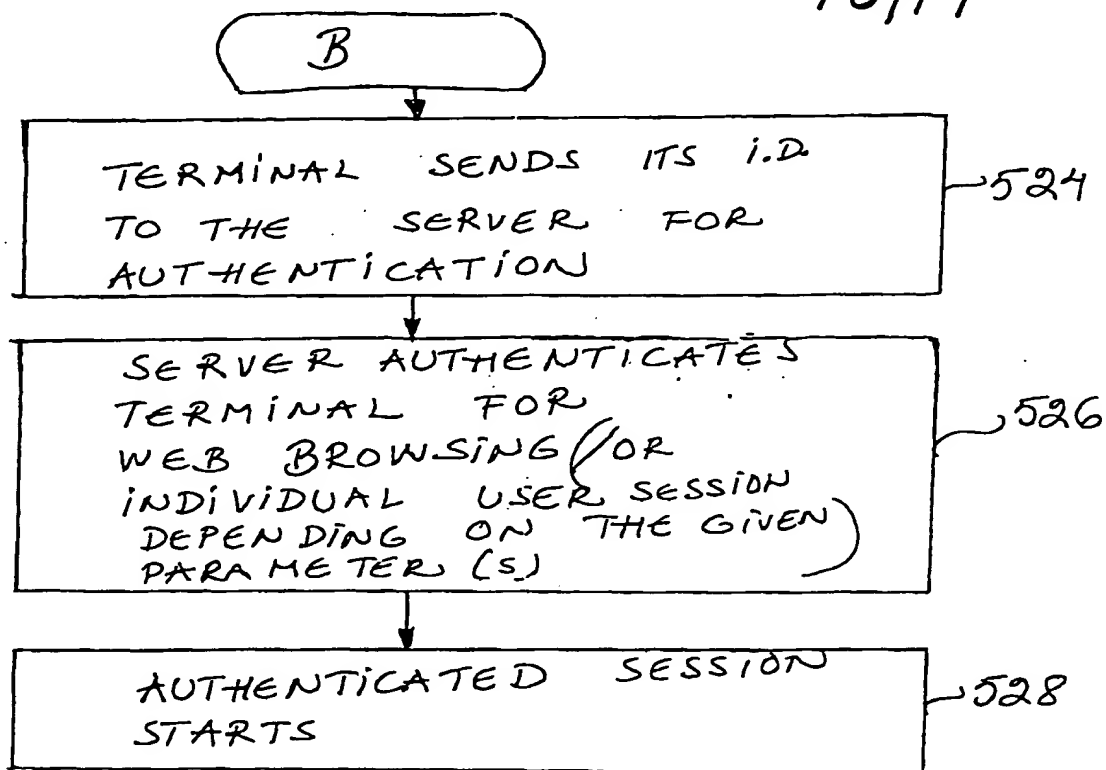 B
TERMINAL SENDS ITS I.D.
TO THE SERVER FOR
AUTHENTICATION
524
SERVER AUTHENTICATES
TERMINAL FOR
WEB BROWSING (OR
INDIVIDUAL USER SESSION
DEPENDING ON THE GIVEN)
PARAMETER(S)
526
AUTHENTICATED SESSION
STARTS
528